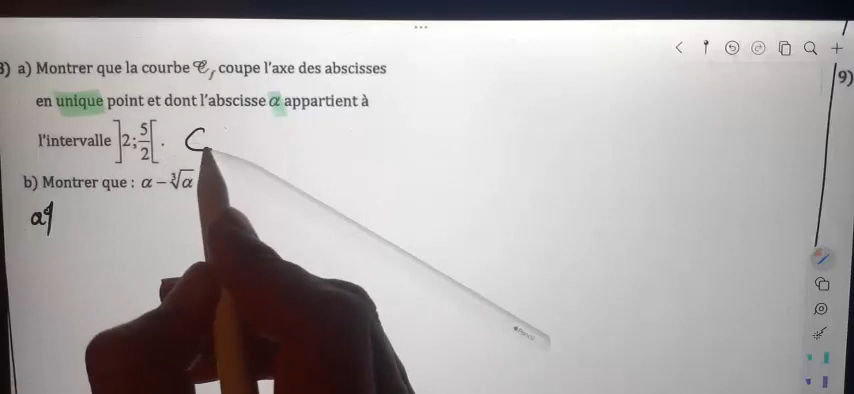 3) a) Montrer que la courbe 𝒞f coupe l'axe des abscisses
en unique point et dont l'abscisse α appartient à
l'intervalle ]2;5/2[ . C
b) Montrer que : α − ∛α
a)
9)
Pencil